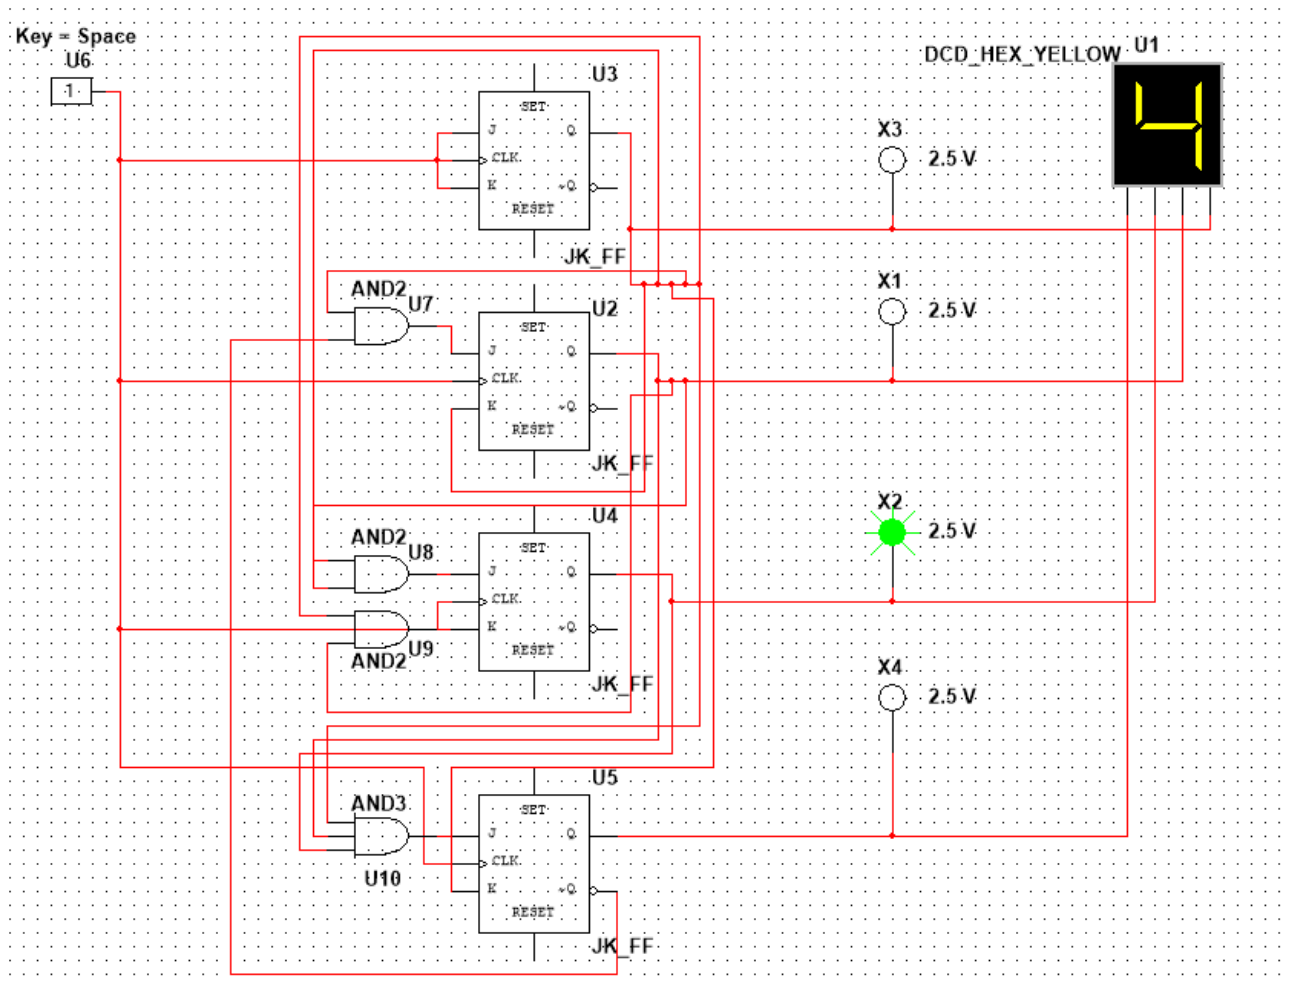 Key = Space
U6
1
U3
SET
J
Q
CLK
K
~Q
RESET
JK_FF
DCD_HEX_YELLOW
U1
4
X3
2.5 V
X1
2.5 V
AND2
U7
U2
SET
J
Q
CLK
K
~Q
RESET
JK_FF
X2
2.5 V
AND2
U8
U4
SET
J
Q
CLK
K
~Q
RESET
JK_FF
U9
AND2
X4
2.5 V
AND3
U10
U5
SET
J
Q
CLK
K
~Q
RESET
JK_FF